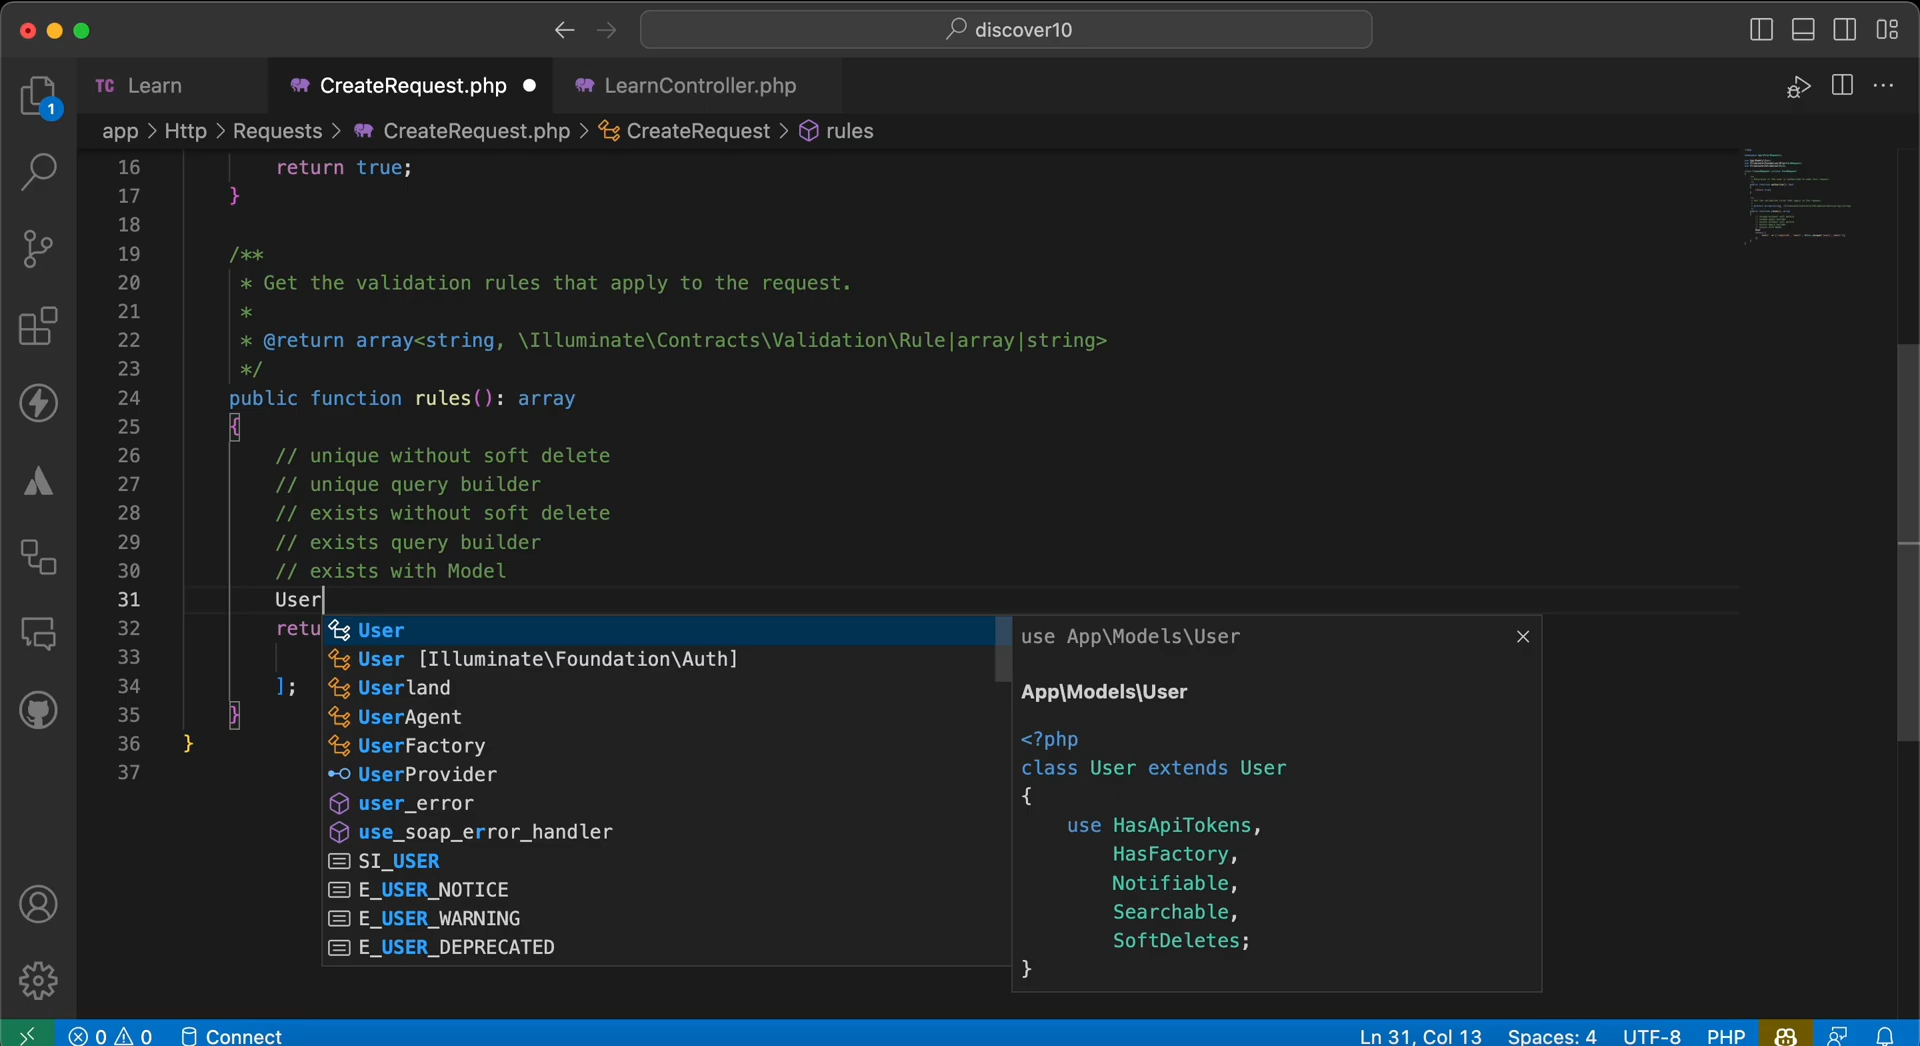 discover10
TC Learn
CreateRequest.php
LearnController.php
1
app > Http > Requests > CreateRequest.php > CreateRequest > rules
16 return true;
17 }
18
19 /**
20 * Get the validation rules that apply to the request.
21 *
22 * @return array<string, \Illuminate\Contracts\Validation\Rule|array|string>
23 */
24 public function rules(): array
25 {
26 // unique without soft delete
27 // unique query builder
28 // exists without soft delete
29 // exists query builder
30 // exists with Model
31 User
32 retu
33
34 ];
35 }
36 }
37
User
User [Illuminate\Foundation\Auth]
Userland
UserAgent
UserFactory
UserProvider
user_error
use_soap_error_handler
SI_USER
E_USER_NOTICE
E_USER_WARNING
E_USER_DEPRECATED
use App\Models\User
App\Models\User
<?php
class User extends User
{
use HasApiTokens,
HasFactory,
Notifiable,
Searchable,
SoftDeletes;
}
0 0 Connect
Ln 31, Col 13 Spaces: 4 UTF-8 PHP